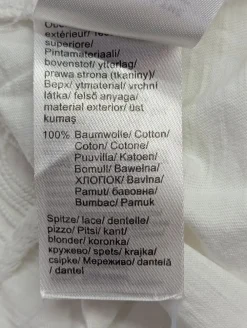 extérieur/
superiore/
Pintamateriaali/
bovenstof/ ytterlag/
prawa strona (tkaniny)/
Верх/ ytmaterial/ vrchní
látka/ felső anyaga/
material exterior/ üst
kumaş
100% Baumwolle/ Cotton/
Coton/ Cotone/
Puuvilla/ Katoen/
Bomull/ Bawełna/
ХЛОПОК/ Bavlna/
Pamut/ бавовна/
Bumbac/ Pamuk
Spitze/ lace/ dentelle/
pizzo/ Pitsi/ kant/
blonder/ koronka/
кружево/ spets/ krajka/
csipke/ Мереживо/ dantelă
/ dantel